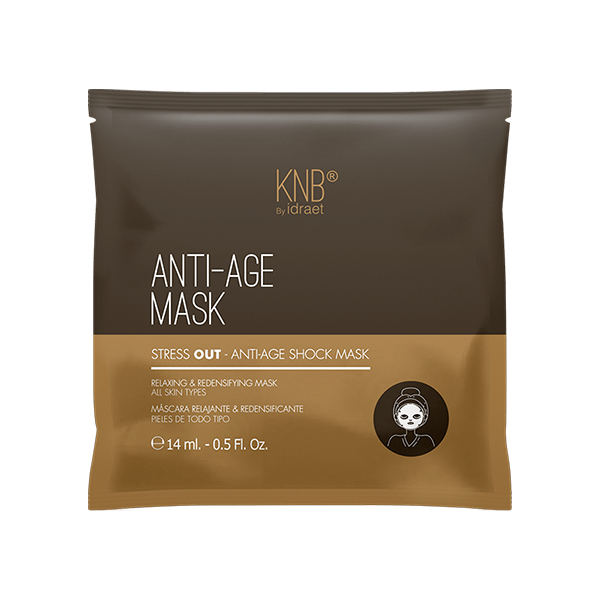 KNB®
By idraet
ANTI-AGE
MASK
STRESS OUT - ANTI-AGE SHOCK MASK
RELAXING & REDENSIFYING MASK
ALL SKIN TYPES
MÁSCARA RELAJANTE & REDENSIFICANTE
PIELES DE TODO TIPO
℮ 14 ml. - 0.5 Fl. Oz.